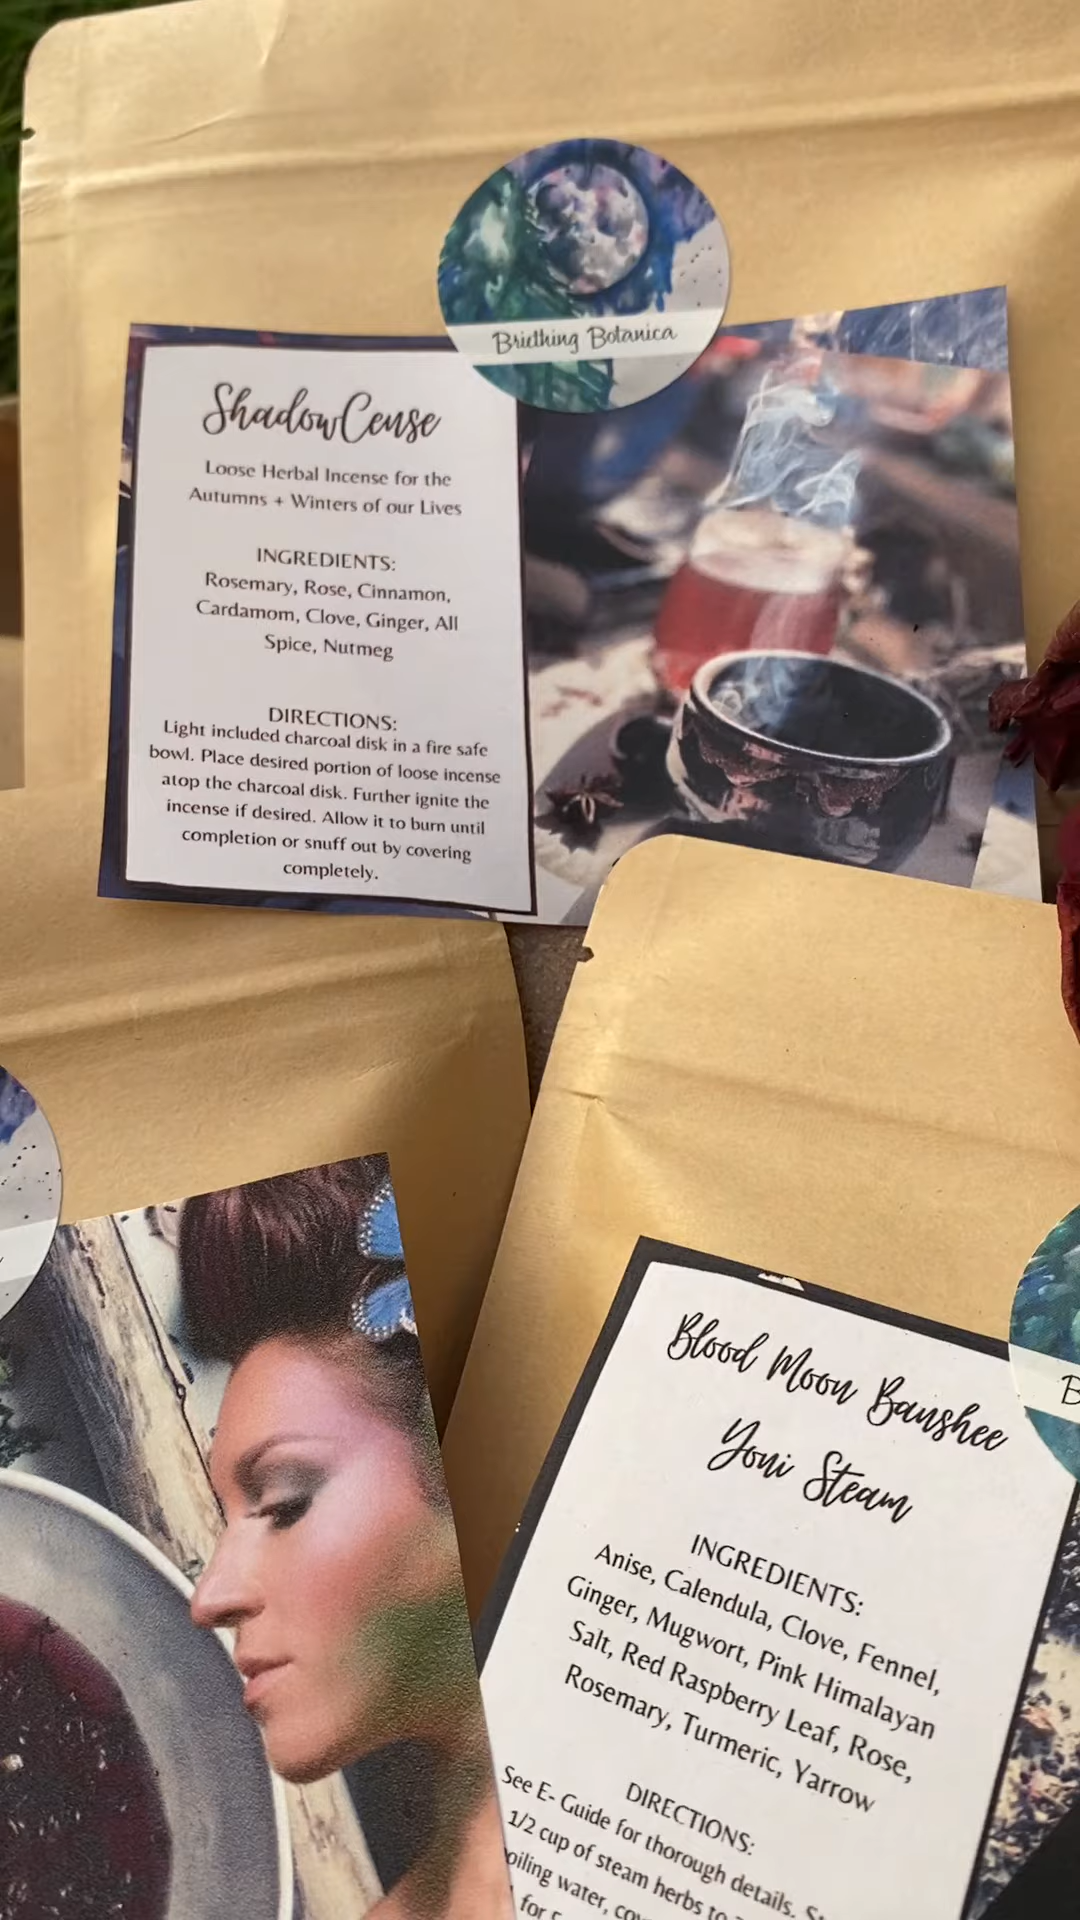 Briething Botanica
ShadowCense
Loose Herbal Incense for the
Autumns + Winters of our Lives
INGREDIENTS:
Rosemary, Rose, Cinnamon,
Cardamom, Clove, Ginger, All
Spice, Nutmeg
DIRECTIONS:
Light included charcoal disk in a fire safe
bowl. Place desired portion of loose incense
atop the charcoal disk. Further ignite the
incense if desired. Allow it to burn until
completion or snuff out by covering
completely.
Blood Moon Banshee
Yoni Steam
INGREDIENTS:
Anise, Calendula, Clove, Fennel,
Ginger, Mugwort, Pink Himalayan
Salt, Red Raspberry Leaf, Rose,
Rosemary, Turmeric, Yarrow
DIRECTIONS:
See E- Guide for thorough details.
1/2 cup of steam herbs to
water,
for